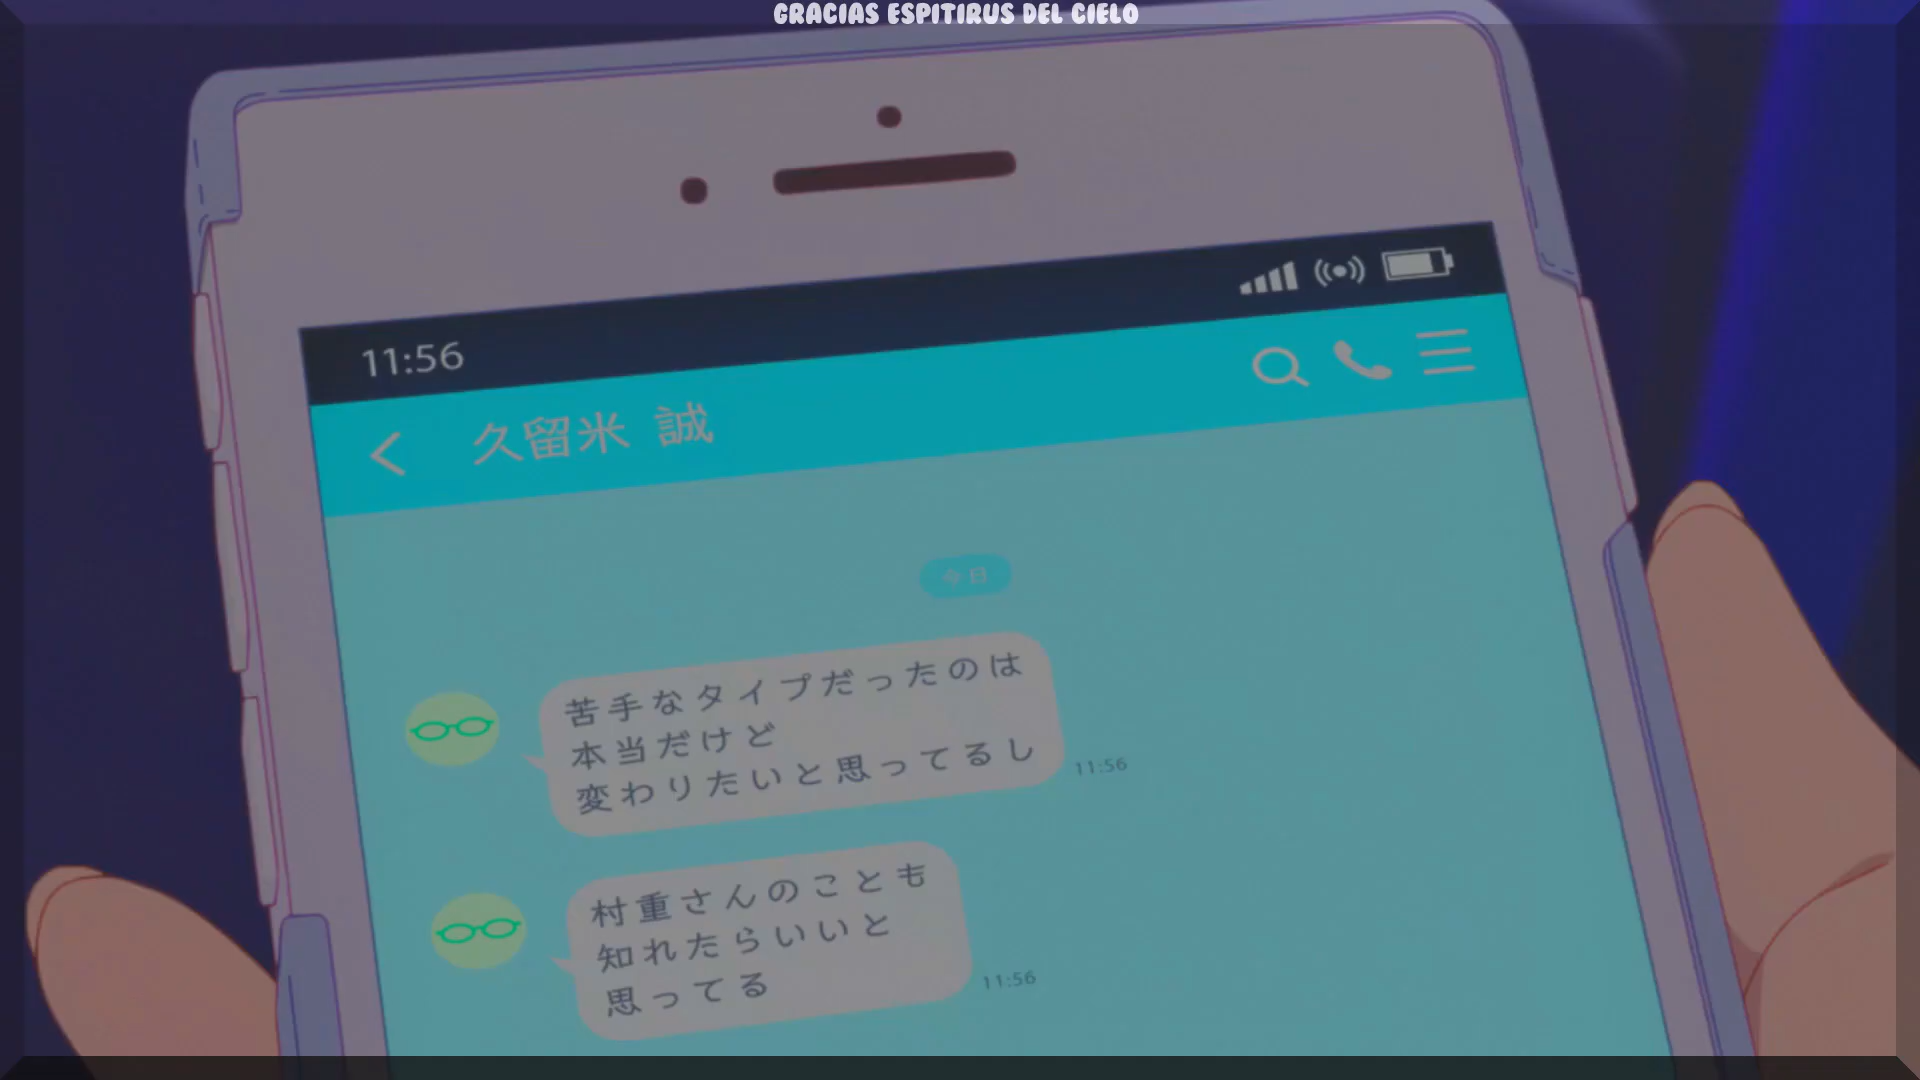 GRACIAS ESPITIRUS DEL CIELO
11:56
久留米 誠
今日
苦手なタイプだったのは
本当だけど
変わりたいと思ってるし
11:56
村重さんのことも
知れたらいいと
思ってる
11:56